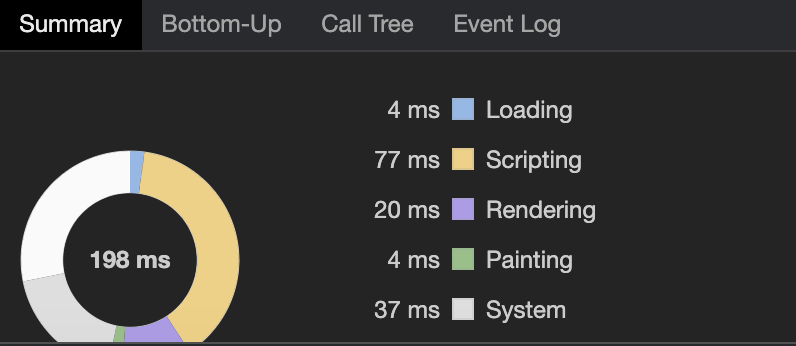 Summary Bottom-Up Call Tree Event Log
4 ms Loading
77 ms Scripting
20 ms Rendering
4 ms Painting
37 ms System
198 ms